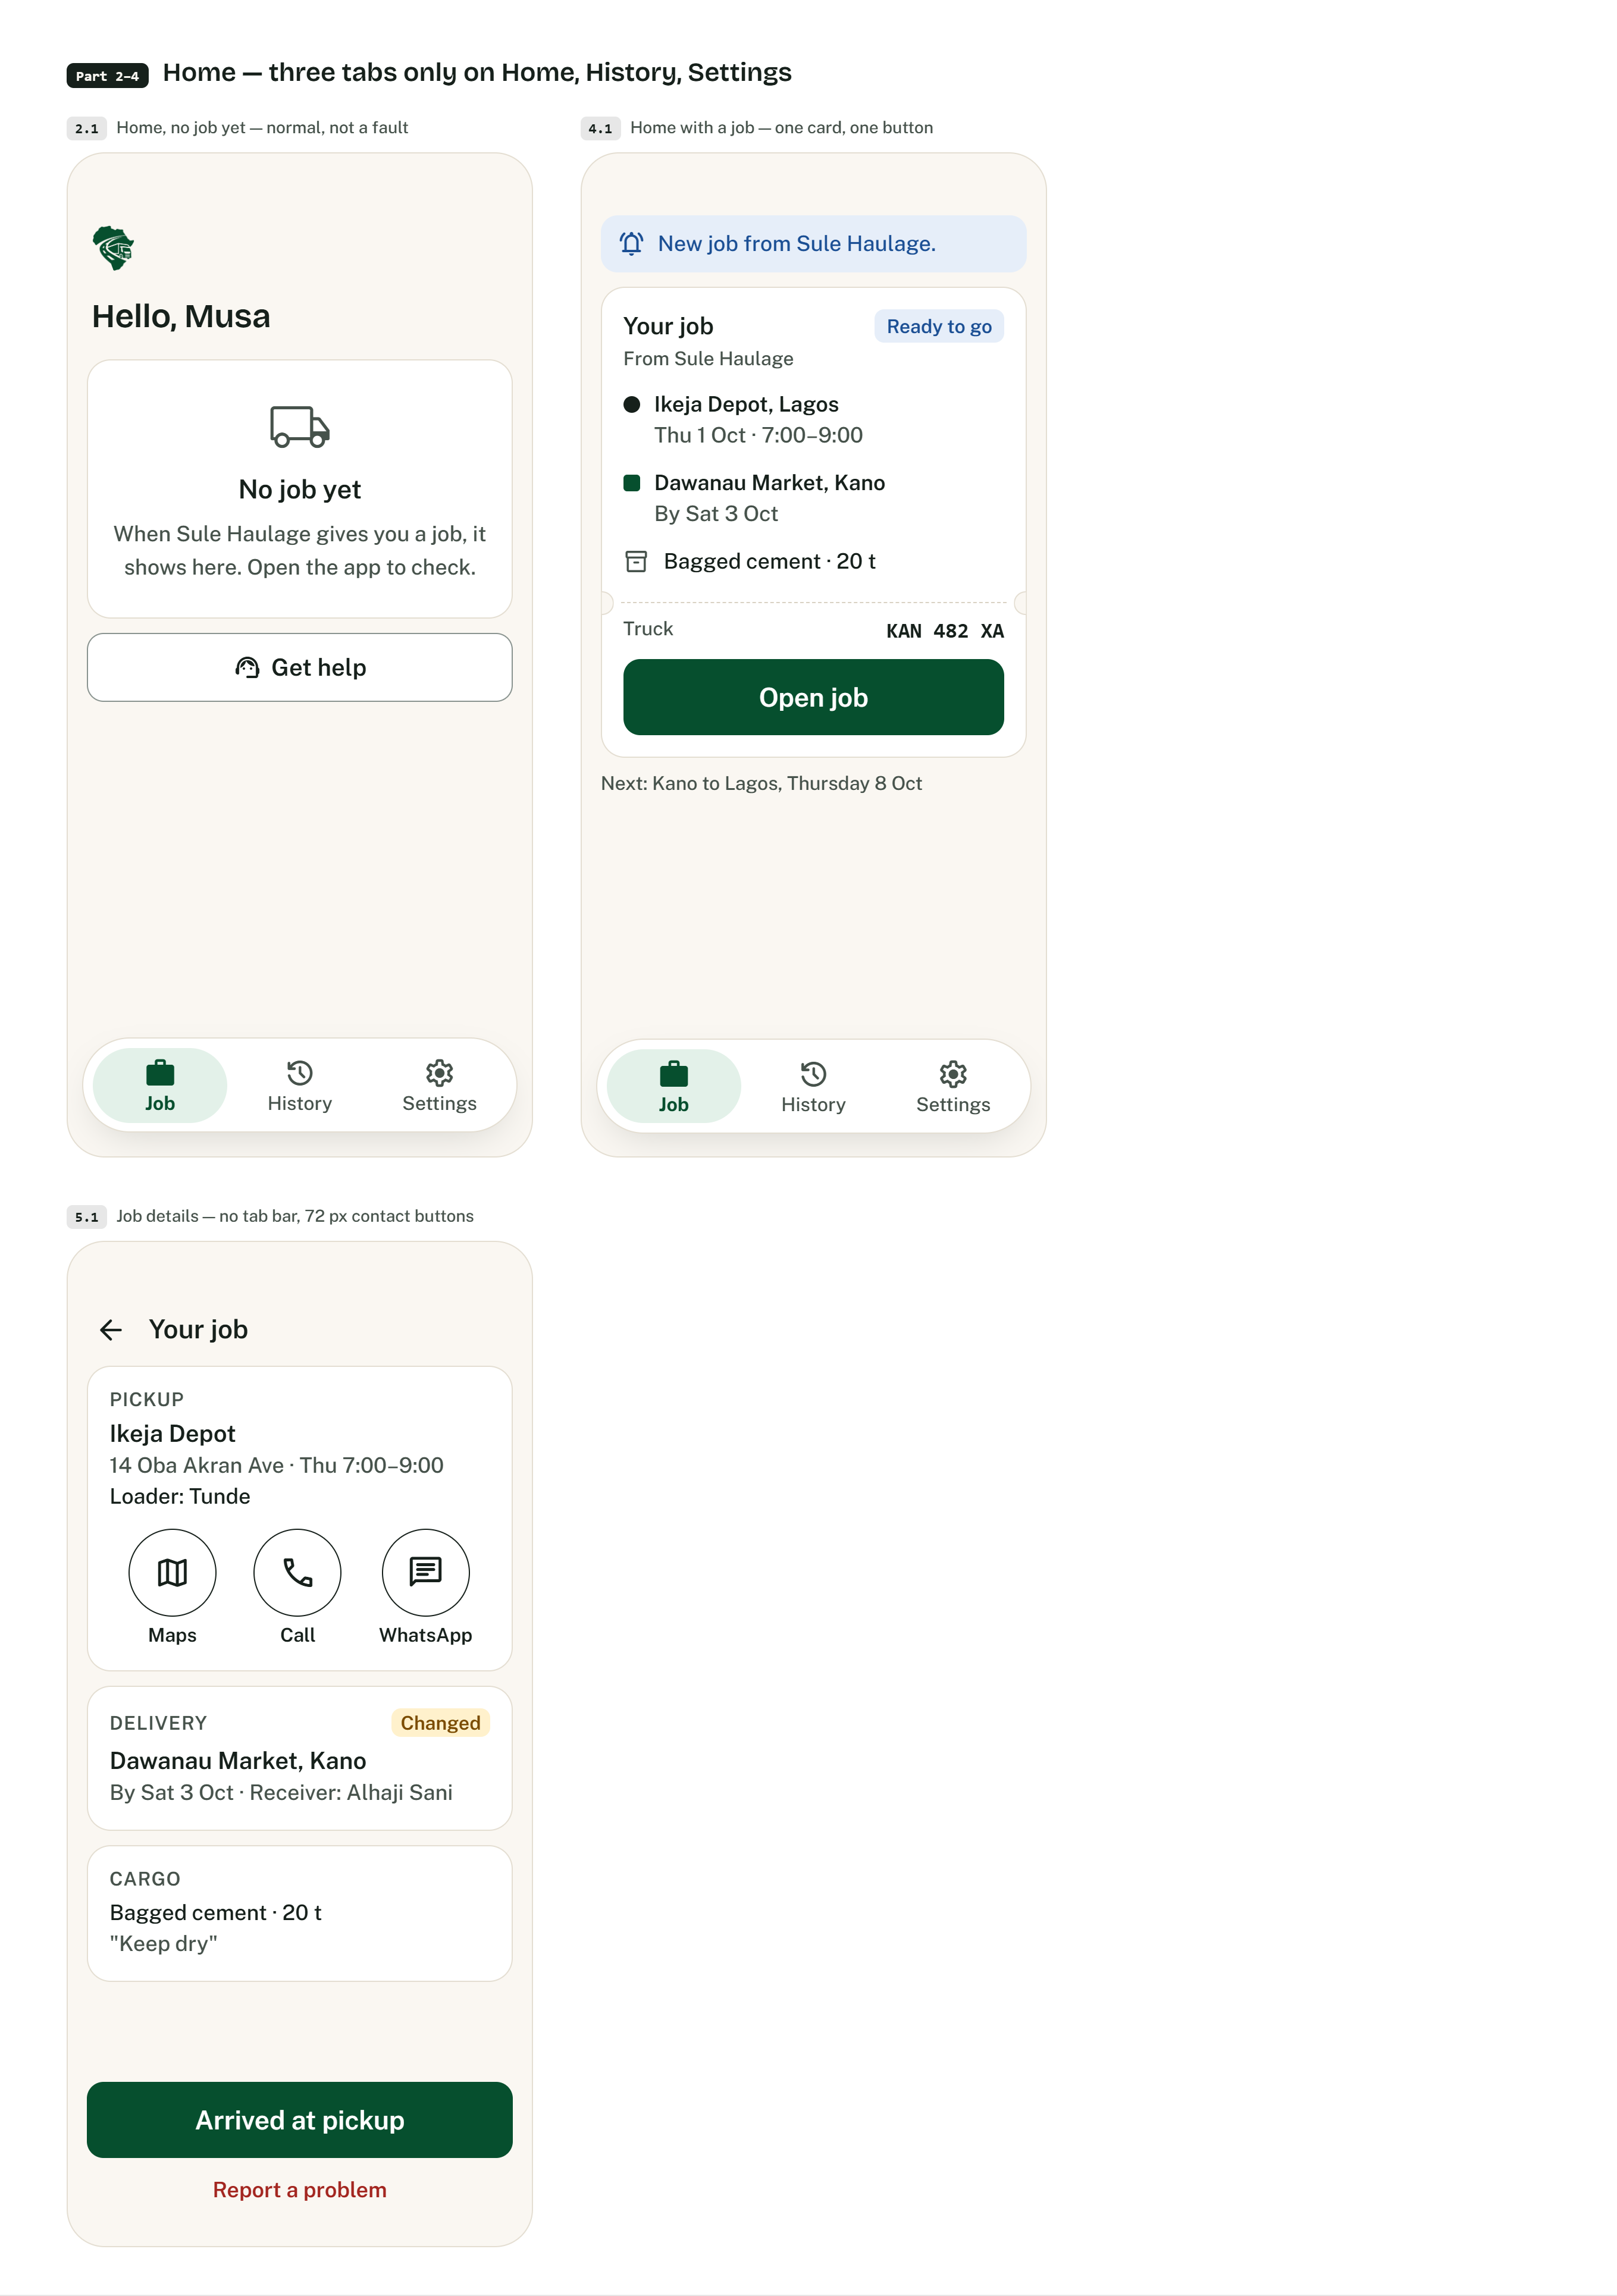 Part 2–4 Home — three tabs only on Home, History, Settings
2.1 Home, no job yet — normal, not a fault
Hello, Musa
No job yet
When Sule Haulage gives you a job, it
shows here. Open the app to check.
Get help
Job History Settings
4.1 Home with a job — one card, one button
New job from Sule Haulage.
Your job Ready to go
From Sule Haulage
Ikeja Depot, Lagos
Thu 1 Oct · 7:00–9:00
Dawanau Market, Kano
By Sat 3 Oct
Bagged cement · 20 t
Truck KAN 482 XA
Open job
Next: Kano to Lagos, Thursday 8 Oct
Job History Settings
5.1 Job details — no tab bar, 72 px contact buttons
Your job
PICKUP
Ikeja Depot
14 Oba Akran Ave · Thu 7:00–9:00
Loader: Tunde
Maps Call WhatsApp
DELIVERY Changed
Dawanau Market, Kano
By Sat 3 Oct · Receiver: Alhaji Sani
CARGO
Bagged cement · 20 t
"Keep dry"
Arrived at pickup
Report a problem